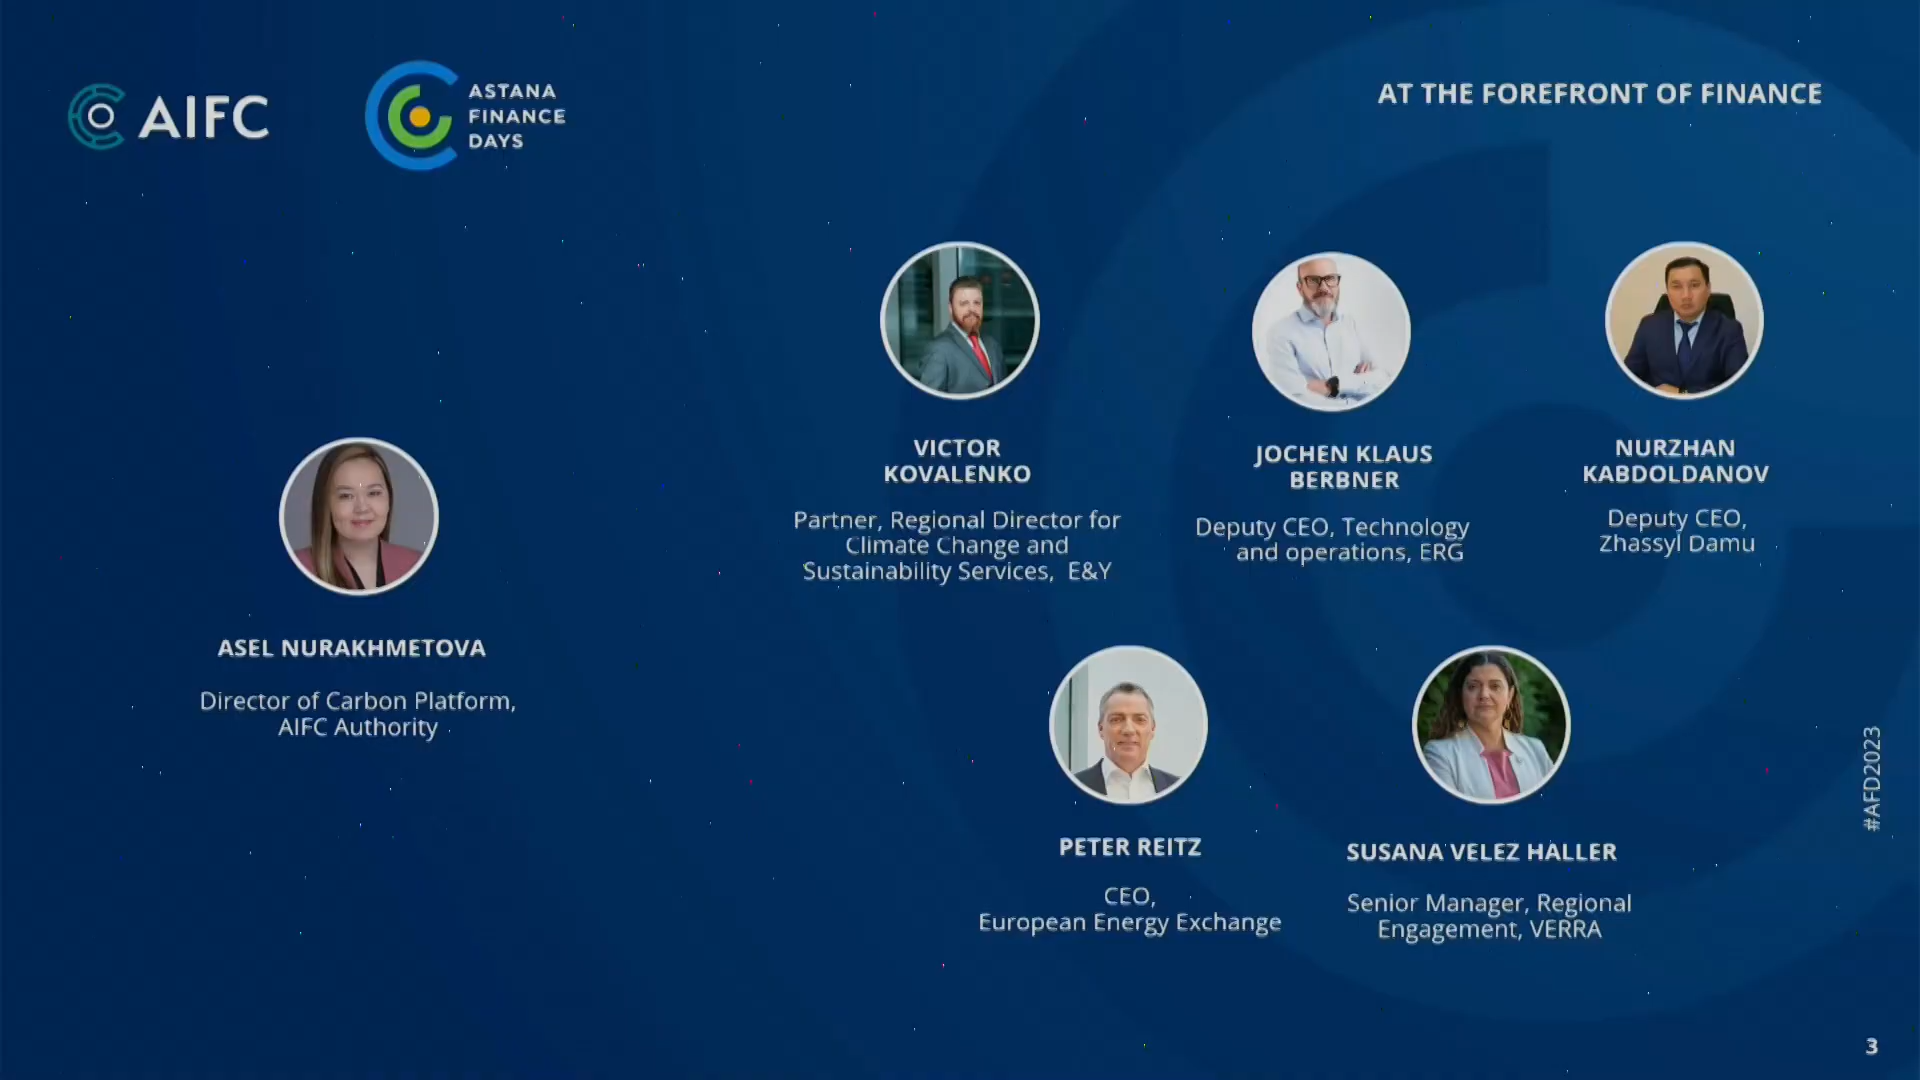 AIFC
ASTANA
FINANCE
DAYS
AT THE FOREFRONT OF FINANCE
ASEL NURAKHMETOVA
Director of Carbon Platform,
AIFC Authority
VICTOR
KOVALENKO
Partner, Regional Director for
Climate Change and
Sustainability Services, E&Y
JOCHEN KLAUS
BERBNER
Deputy CEO, Technology
and operations, ERG
NURZHAN
KABDOLDANOV
Deputy CEO,
Zhassyl Damu
PETER REITZ
CEO,
European Energy Exchange
SUSANA VELEZ HALLER
Senior Manager, Regional
Engagement, VERRA
#AFD2023
3